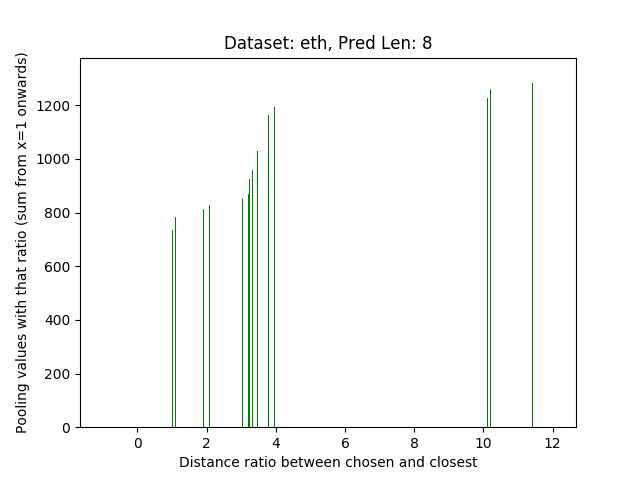 Dataset: eth, Pred Len: 8
Pooling values with that ratio (sum from x=1 onwards)
1200
1000
800
600
400
200
0
0 2 4 6 8 10 12
Distance ratio between chosen and closest